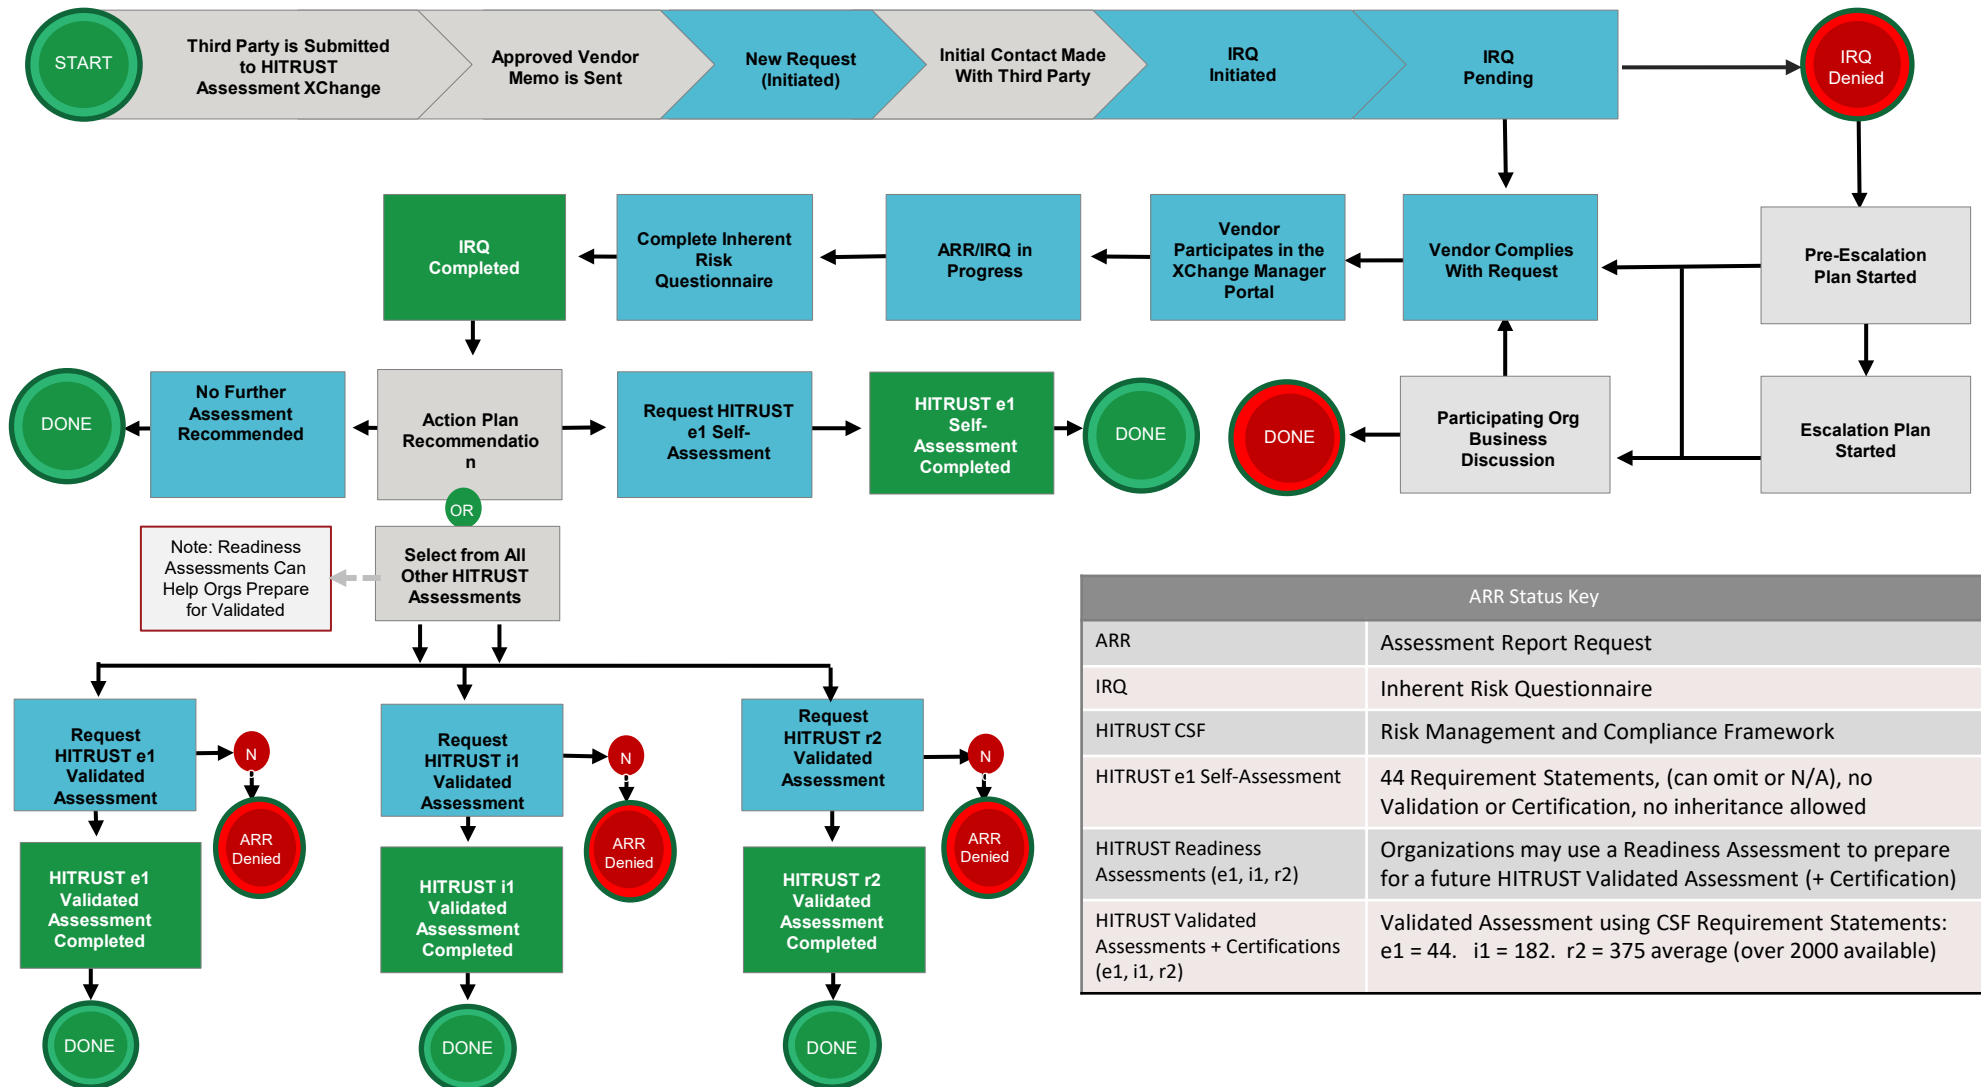 START
Third Party is Submitted
to HITRUST
Assessment XChange
Approved Vendor
Memo is Sent
New Request
(Initiated)
Initial Contact Made
With Third Party
IRQ
Initiated
IRQ
Pending
IRQ
Denied
IRQ
Completed
Complete Inherent
Risk
Questionnaire
ARR/IRQ in
Progress
Vendor
Participates in the
XChange Manager
Portal
Vendor Complies
With Request
Pre-Escalation
Plan Started
DONE
No Further
Assessment
Recommended
Action Plan
Recommendatio
n
Request HITRUST
e1 Self-
Assessment
HITRUST e1
Self-
Assessment
Completed
DONE
DONE
Participating Org
Business
Discussion
Escalation Plan
Started
OR
Note: Readiness
Assessments Can
Help Orgs Prepare
for Validated
Select from All
Other HITRUST
Assessments
Request
HITRUST e1
Validated
Assessment
N
ARR
Denied
Request
HITRUST i1
Validated
Assessment
N
ARR
Denied
Request
HITRUST r2
Validated
Assessment
N
ARR
Denied
HITRUST e1
Validated
Assessment
Completed
HITRUST i1
Validated
Assessment
Completed
HITRUST r2
Validated
Assessment
Completed
DONE
DONE
DONE
ARR Status Key
ARR
Assessment Report Request
IRQ
Inherent Risk Questionnaire
HITRUST CSF
Risk Management and Compliance Framework
HITRUST e1 Self-Assessment
44 Requirement Statements, (can omit or N/A), no
Validation or Certification, no inheritance allowed
HITRUST Readiness
Assessments (e1, i1, r2)
Organizations may use a Readiness Assessment to prepare
for a future HITRUST Validated Assessment (+ Certification)
HITRUST Validated
Assessments + Certifications
(e1, i1, r2)
Validated Assessment using CSF Requirement Statements:
e1 = 44. i1 = 182. r2 = 375 average (over 2000 available)